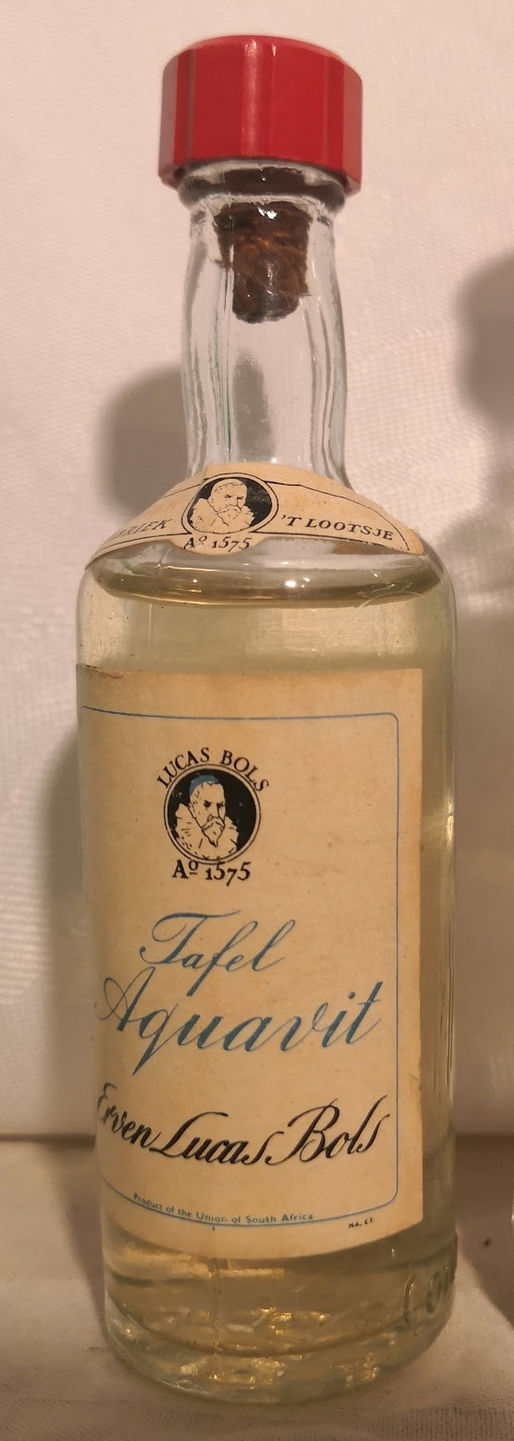 'T LOOTSJE
Aº 1575
LUCAS BOLS
Aº 1575
Tafel
Aquavit
Erven Lucas Bols
Product of the Union of South Africa